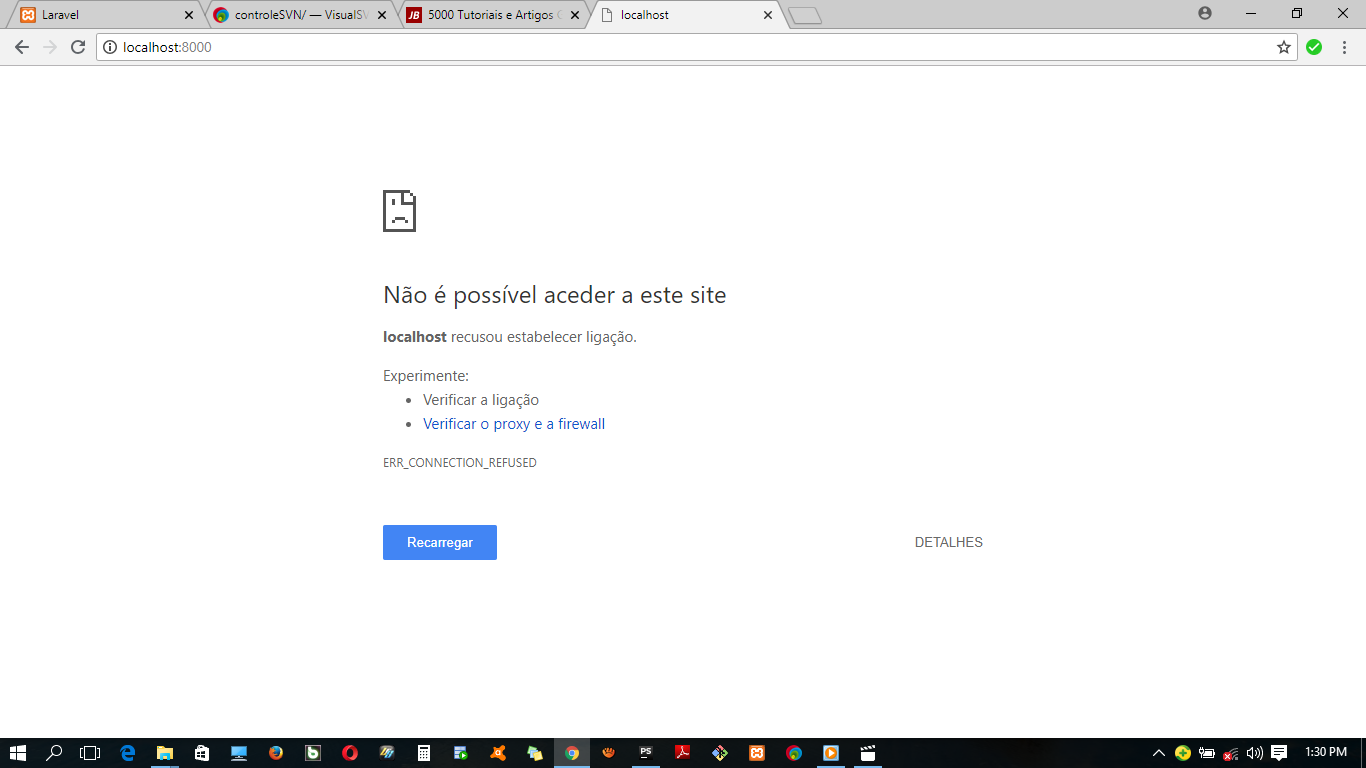 Laravel
controleSVN/ — VisualSV
JB 5000 Tutoriais e Artigos
localhost
localhost:8000
Não é possível aceder a este site
localhost recusou estabelecer ligação.
Experimente:
• Verificar a ligação
• Verificar o proxy e a firewall
ERR_CONNECTION_REFUSED
Recarregar
DETALHES
PS
1:30 PM